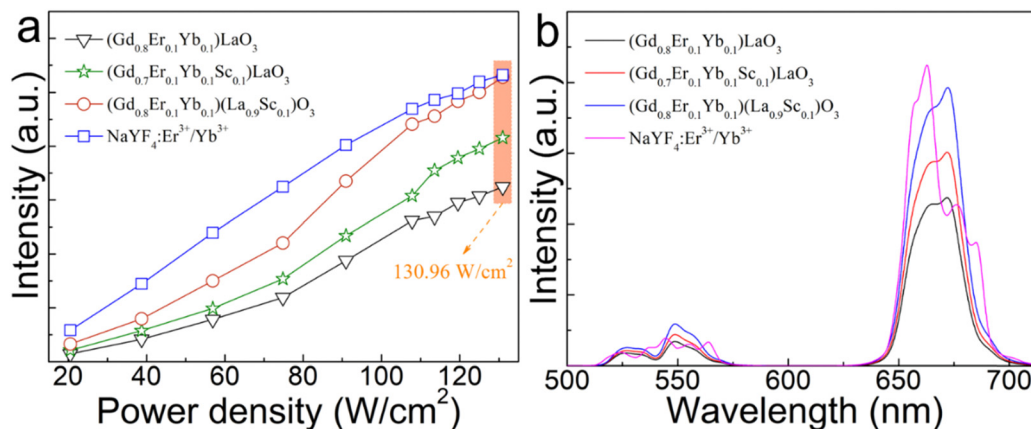 a
Intensity (a.u.)
(Gd₀.₈Er₀.₁Yb₀.₁)LaO₃
(Gd₀.₇Er₀.₁Yb₀.₁Sc₀.₁)LaO₃
(Gd₀.₈Er₀.₁Yb₀.₁)(La₀.₉Sc₀.₁)O₃
NaYF₄:Er³⁺/Yb³⁺
130.96 W/cm²
20 40 60 80 100 120
Power density (W/cm²)
b
Intensity (a.u.)
(Gd₀.₈Er₀.₁Yb₀.₁)LaO₃
(Gd₀.₇Er₀.₁Yb₀.₁Sc₀.₁)LaO₃
(Gd₀.₈Er₀.₁Yb₀.₁)(La₀.₉Sc₀.₁)O₃
NaYF₄:Er³⁺/Yb³⁺
500 550 600 650 700
Wavelength (nm)